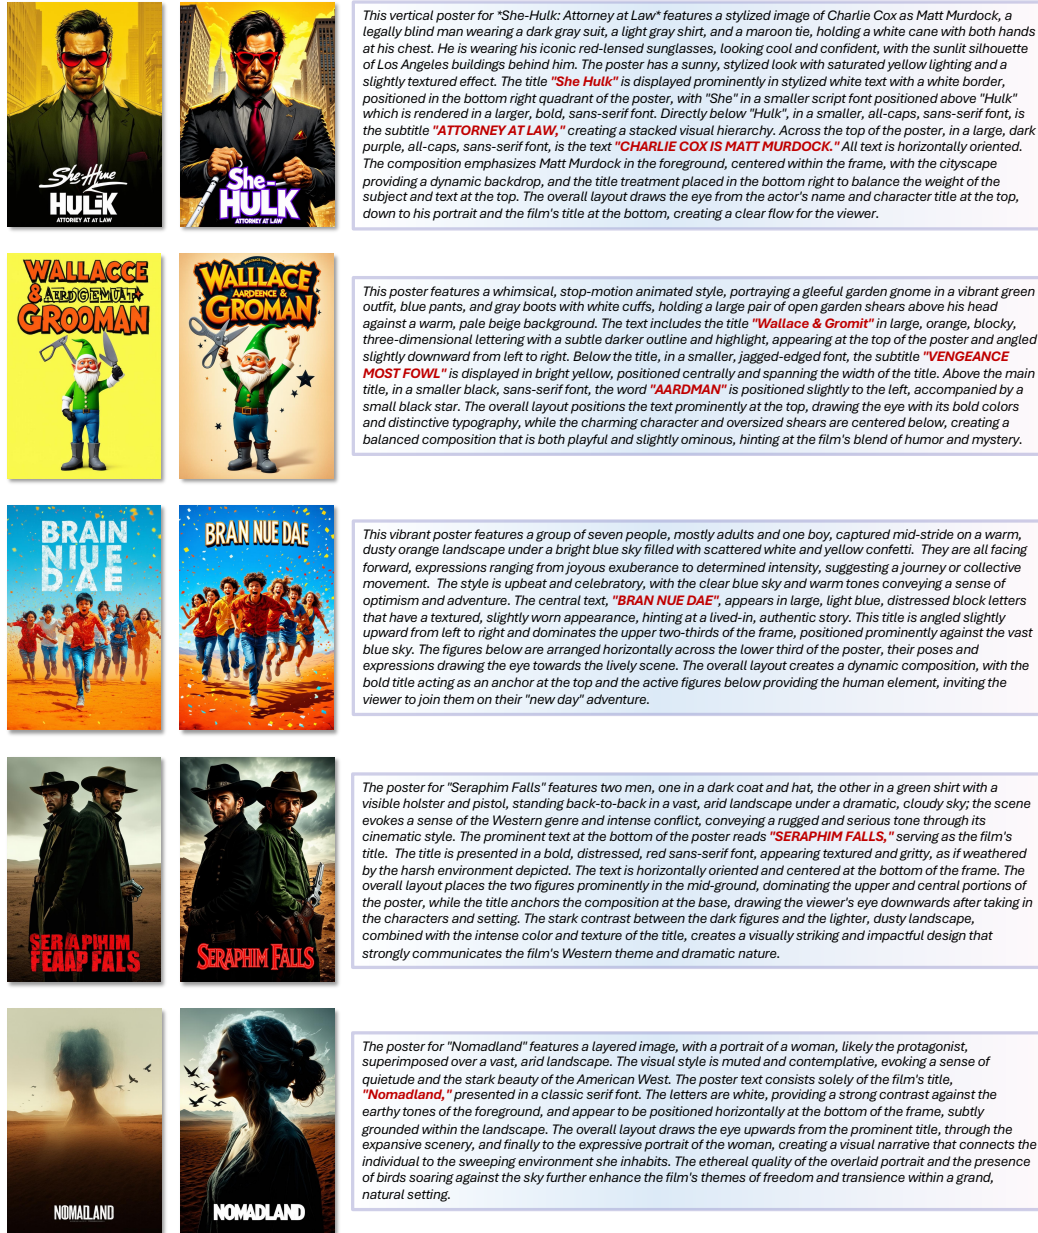 She-Hue
HULK
ATTORNEY AT AT LAW
She-
HULK
ATTORNEY AT LAW
This vertical poster for *She-Hulk: Attorney at Law* features a stylized image of Charlie Cox as Matt Murdock, a
legally blind man wearing a dark gray suit, a light gray shirt, and a maroon tie, holding a white cane with both hands
at his chest. He is wearing his iconic red-lensed sunglasses, looking cool and confident, with the sunlit silhouette
of Los Angeles buildings behind him. The poster has a sunny, stylized look with saturated yellow lighting and a
slightly textured effect. The title "She Hulk" is displayed prominently in stylized white text with a white border,
positioned in the bottom right quadrant of the poster, with "She" in a smaller script font positioned above "Hulk"
which is rendered in a larger, bold, sans-serif font. Directly below "Hulk", in a smaller, all-caps, sans-serif font, is
the subtitle "ATTORNEY AT LAW," creating a stacked visual hierarchy. Across the top of the poster, in a large, dark
purple, all-caps, sans-serif font, is the text "CHARLIE COX IS MATT MURDOCK." All text is horizontally oriented.
The composition emphasizes Matt Murdock in the foreground, centered within the frame, with the cityscape
providing a dynamic backdrop, and the title treatment placed in the bottom right to balance the weight of the
subject and text at the top. The overall layout draws the eye from the actor's name and character title at the top,
down to his portrait and the film's title at the bottom, creating a clear flow for the viewer.
WALLACCE
&
GROOMAN
WALLACE
AARDEENCE &
GROMAN
This poster features a whimsical, stop-motion animated style, portraying a gleeful garden gnome in a vibrant green
outfit, blue pants, and gray boots with white cuffs, holding a large pair of open garden shears above his head
against a warm, pale beige background. The text includes the title "Wallace & Gromit" in large, orange, blocky,
three-dimensional lettering with a subtle darker outline and highlight, appearing at the top of the poster and angled
slightly downward from left to right. Below the title, in a smaller, jagged-edged font, the subtitle "VENGEANCE
MOST FOWL" is displayed in bright yellow, positioned centrally and spanning the width of the title. Above the main
title, in a smaller black, sans-serif font, the word "AARDMAN" is positioned slightly to the left, accompanied by a
small black star. The overall layout positions the text prominently at the top, drawing the eye with its bold colors
and distinctive typography, while the charming character and oversized shears are centered below, creating a
balanced composition that is both playful and slightly ominous, hinting at the film's blend of humor and mystery.
BRAIN
NIUE
DAE
BRAN NUE DAE
This vibrant poster features a group of seven people, mostly adults and one boy, captured mid-stride on a warm,
dusty orange landscape under a bright blue sky filled with scattered white and yellow confetti. They are all facing
forward, expressions ranging from joyous exuberance to determined intensity, suggesting a journey or collective
movement. The style is upbeat and celebratory, with the clear blue sky and warm tones conveying a sense of
optimism and adventure. The central text, "BRAN NUE DAE", appears in large, light blue, distressed block letters
that have a textured, slightly worn appearance, hinting at a lived-in, authentic story. This title is angled slightly
upward from left to right and dominates the upper two-thirds of the frame, positioned prominently against the vast
blue sky. The figures below are arranged horizontally across the lower third of the poster, their poses and
expressions drawing the eye towards the lively scene. The overall layout creates a dynamic composition, with the
bold title acting as an anchor at the top and the active figures below providing the human element, inviting the
viewer to join them on their "new day" adventure.
SERAPHIM
FEAAP FALS
SERAPHIM FALLS
The poster for "Seraphim Falls" features two men, one in a dark coat and hat, the other in a green shirt with a
visible holster and pistol, standing back-to-back in a vast, arid landscape under a dramatic, cloudy sky; the scene
evokes a sense of the Western genre and intense conflict, conveying a rugged and serious tone through its
cinematic style. The prominent text at the bottom of the poster reads "SERAPHIM FALLS," serving as the film's
title. The title is presented in a bold, distressed, red sans-serif font, appearing textured and gritty, as if weathered
by the harsh environment depicted. The text is horizontally oriented and centered at the bottom of the frame. The
overall layout places the two figures prominently in the mid-ground, dominating the upper and central portions of
the poster, while the title anchors the composition at the base, drawing the viewer's eye downwards after taking in
the characters and setting. The stark contrast between the dark figures and the lighter, dusty landscape,
combined with the intense color and texture of the title, creates a visually striking and impactful design that
strongly communicates the film's Western theme and dramatic nature.
NOMADLAND
NOMADLAND
The poster for "Nomadland" features a layered image, with a portrait of a woman, likely the protagonist,
superimposed over a vast, arid landscape. The visual style is muted and contemplative, evoking a sense of
quietude and the stark beauty of the American West. The poster text consists solely of the film's title,
"Nomadland," presented in a classic serif font. The letters are white, providing a strong contrast against the
earthy tones of the foreground, and appear to be positioned horizontally at the bottom of the frame, subtly
grounded within the landscape. The overall layout draws the eye upwards from the prominent title, through the
expansive scenery, and finally to the expressive portrait of the woman, creating a visual narrative that connects the
individual to the sweeping environment she inhabits. The ethereal quality of the overlaid portrait and the presence
of birds soaring against the sky further enhance the film's themes of freedom and transience within a grand,
natural setting.